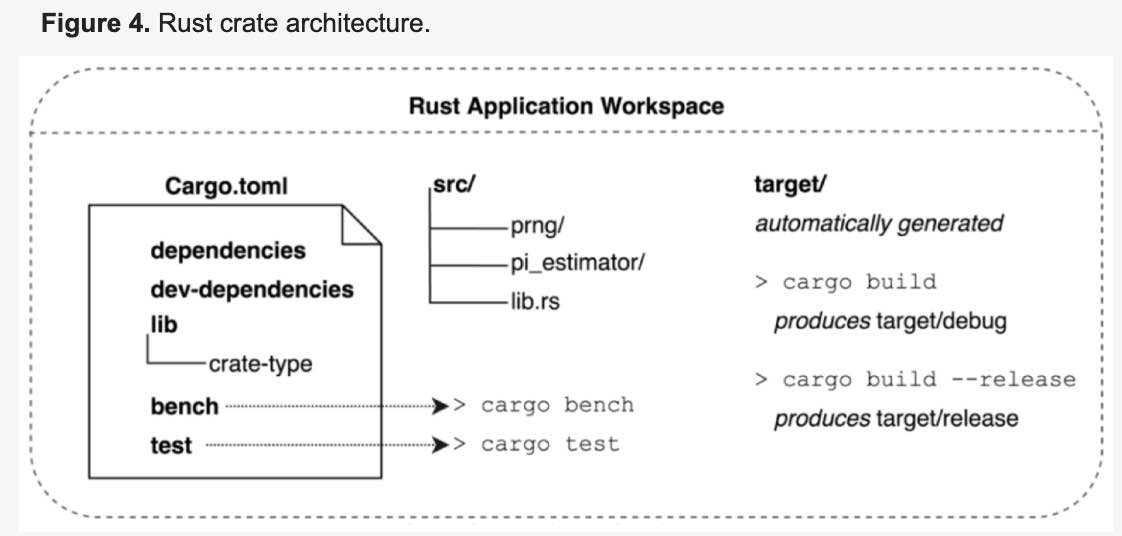 Figure 4. Rust crate architecture.
Rust Application Workspace
Cargo.toml
dependencies
dev-dependencies
lib
crate-type
bench
test
src/
prng/
pi_estimator/
lib.rs
> cargo bench
> cargo test
target/
automatically generated
> cargo build
produces target/debug
> cargo build --release
produces target/release